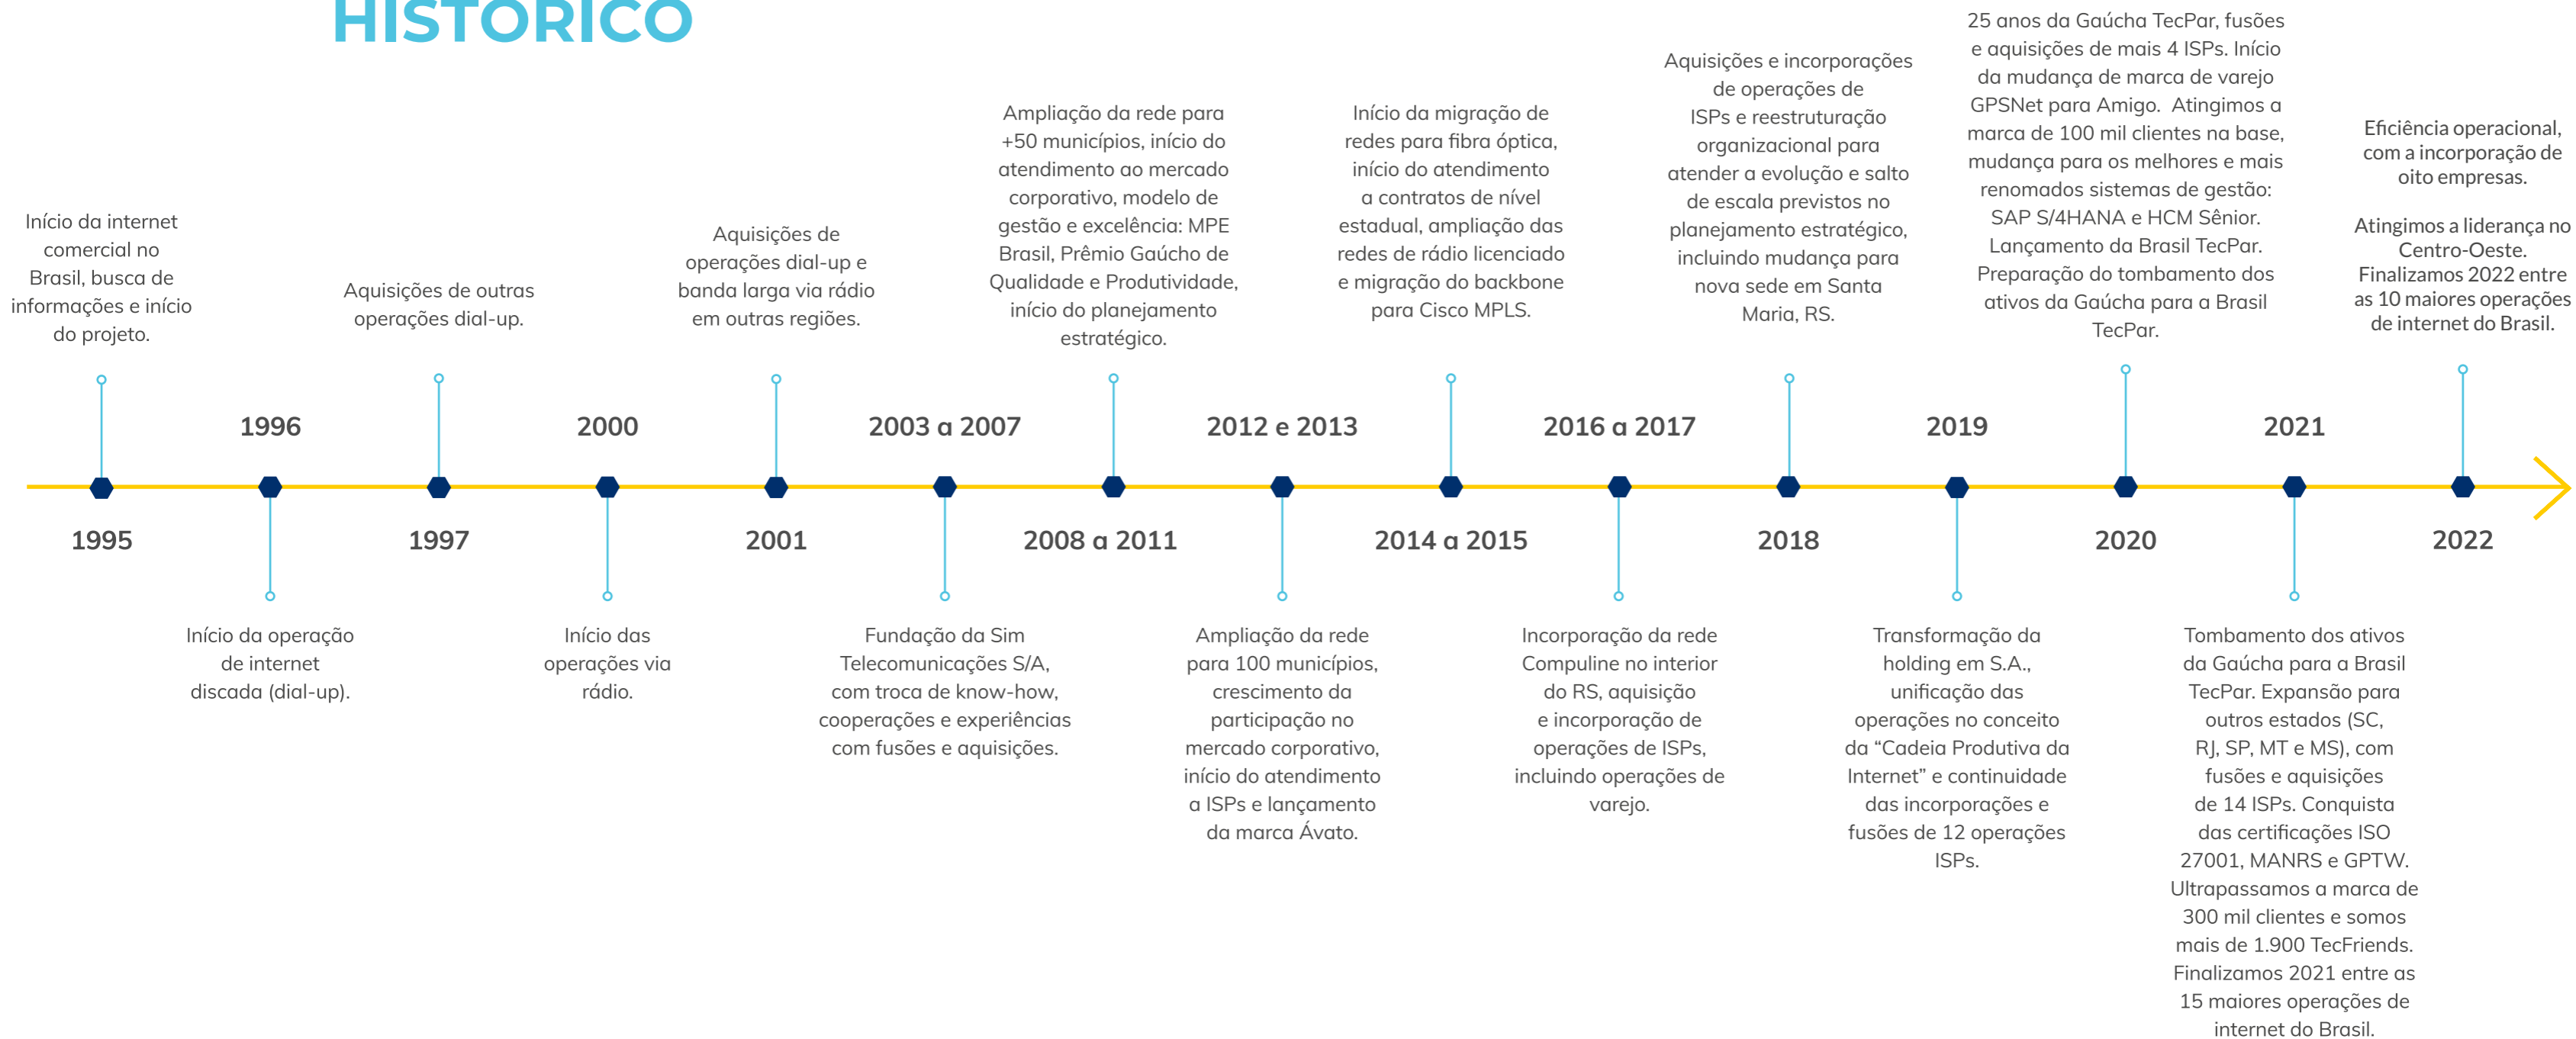 HISTÓRICO
1995
Início da internet
comercial no
Brasil, busca de
informações e início
do projeto.
1996
Início da operação
de internet
discada (dial-up).
1997
Aquisições de outras
operações dial-up.
2000
Início das
operações via
rádio.
2001
Aquisições de
operações dial-up e
banda larga via rádio
em outras regiões.
2003 a 2007
Fundação da Sim
Telecomunicações S/A,
com troca de know-how,
cooperações e experiências
com fusões e aquisições.
2008 a 2011
Ampliação da rede para
+50 municípios, início do
atendimento ao mercado
corporativo, modelo de
gestão e excelência: MPE
Brasil, Prêmio Gaúcho de
Qualidade e Produtividade,
início do planejamento
estratégico.
2012 e 2013
Ampliação da rede
para 100 municípios,
crescimento da
participação no
mercado corporativo,
início do atendimento
a ISPs e lançamento
da marca Ávato.
2014 a 2015
Início da migração de
redes para fibra óptica,
início do atendimento
a contratos de nível
estadual, ampliação das
redes de rádio licenciado
e migração do backbone
para Cisco MPLS.
2016 a 2017
Incorporação da rede
Compuline no interior
do RS, aquisição
e incorporação de
operações de ISPs,
incluindo operações de
varejo.
2018
Aquisições e incorporações
de operações de
ISPs e reestruturação
organizacional para
atender a evolução e salto
de escala previstos no
planejamento estratégico,
incluindo mudança para
nova sede em Santa
Maria, RS.
2019
Transformação da
holding em S.A.,
unificação das
operações no conceito
da “Cadeia Produtiva da
Internet” e continuidade
das incorporações e
fusões de 12 operações
ISPs.
2020
25 anos da Gaúcha TecPar, fusões
e aquisições de mais 4 ISPs. Início
da mudança de marca de varejo
GPSNet para Amigo. Atingimos a
marca de 100 mil clientes na base,
mudança para os melhores e mais
renomados sistemas de gestão:
SAP S/4HANA e HCM Sênior.
Lançamento da Brasil TecPar.
Preparação do tombamento dos
ativos da Gaúcha para a Brasil
TecPar.
2021
Tombamento dos ativos
da Gaúcha para a Brasil
TecPar. Expansão para
outros estados (SC,
RJ, SP, MT e MS), com
fusões e aquisições
de 14 ISPs. Conquista
das certificações ISO
27001, MANRS e GPTW.
Ultrapassamos a marca de
300 mil clientes e somos
mais de 1.900 TecFriends.
Finalizamos 2021 entre as
15 maiores operações de
internet do Brasil.
2022
Eficiência operacional,
com a incorporação de
oito empresas.
Atingimos a liderança no
Centro-Oeste.
Finalizamos 2022 entre
as 10 maiores operações
de internet do Brasil.